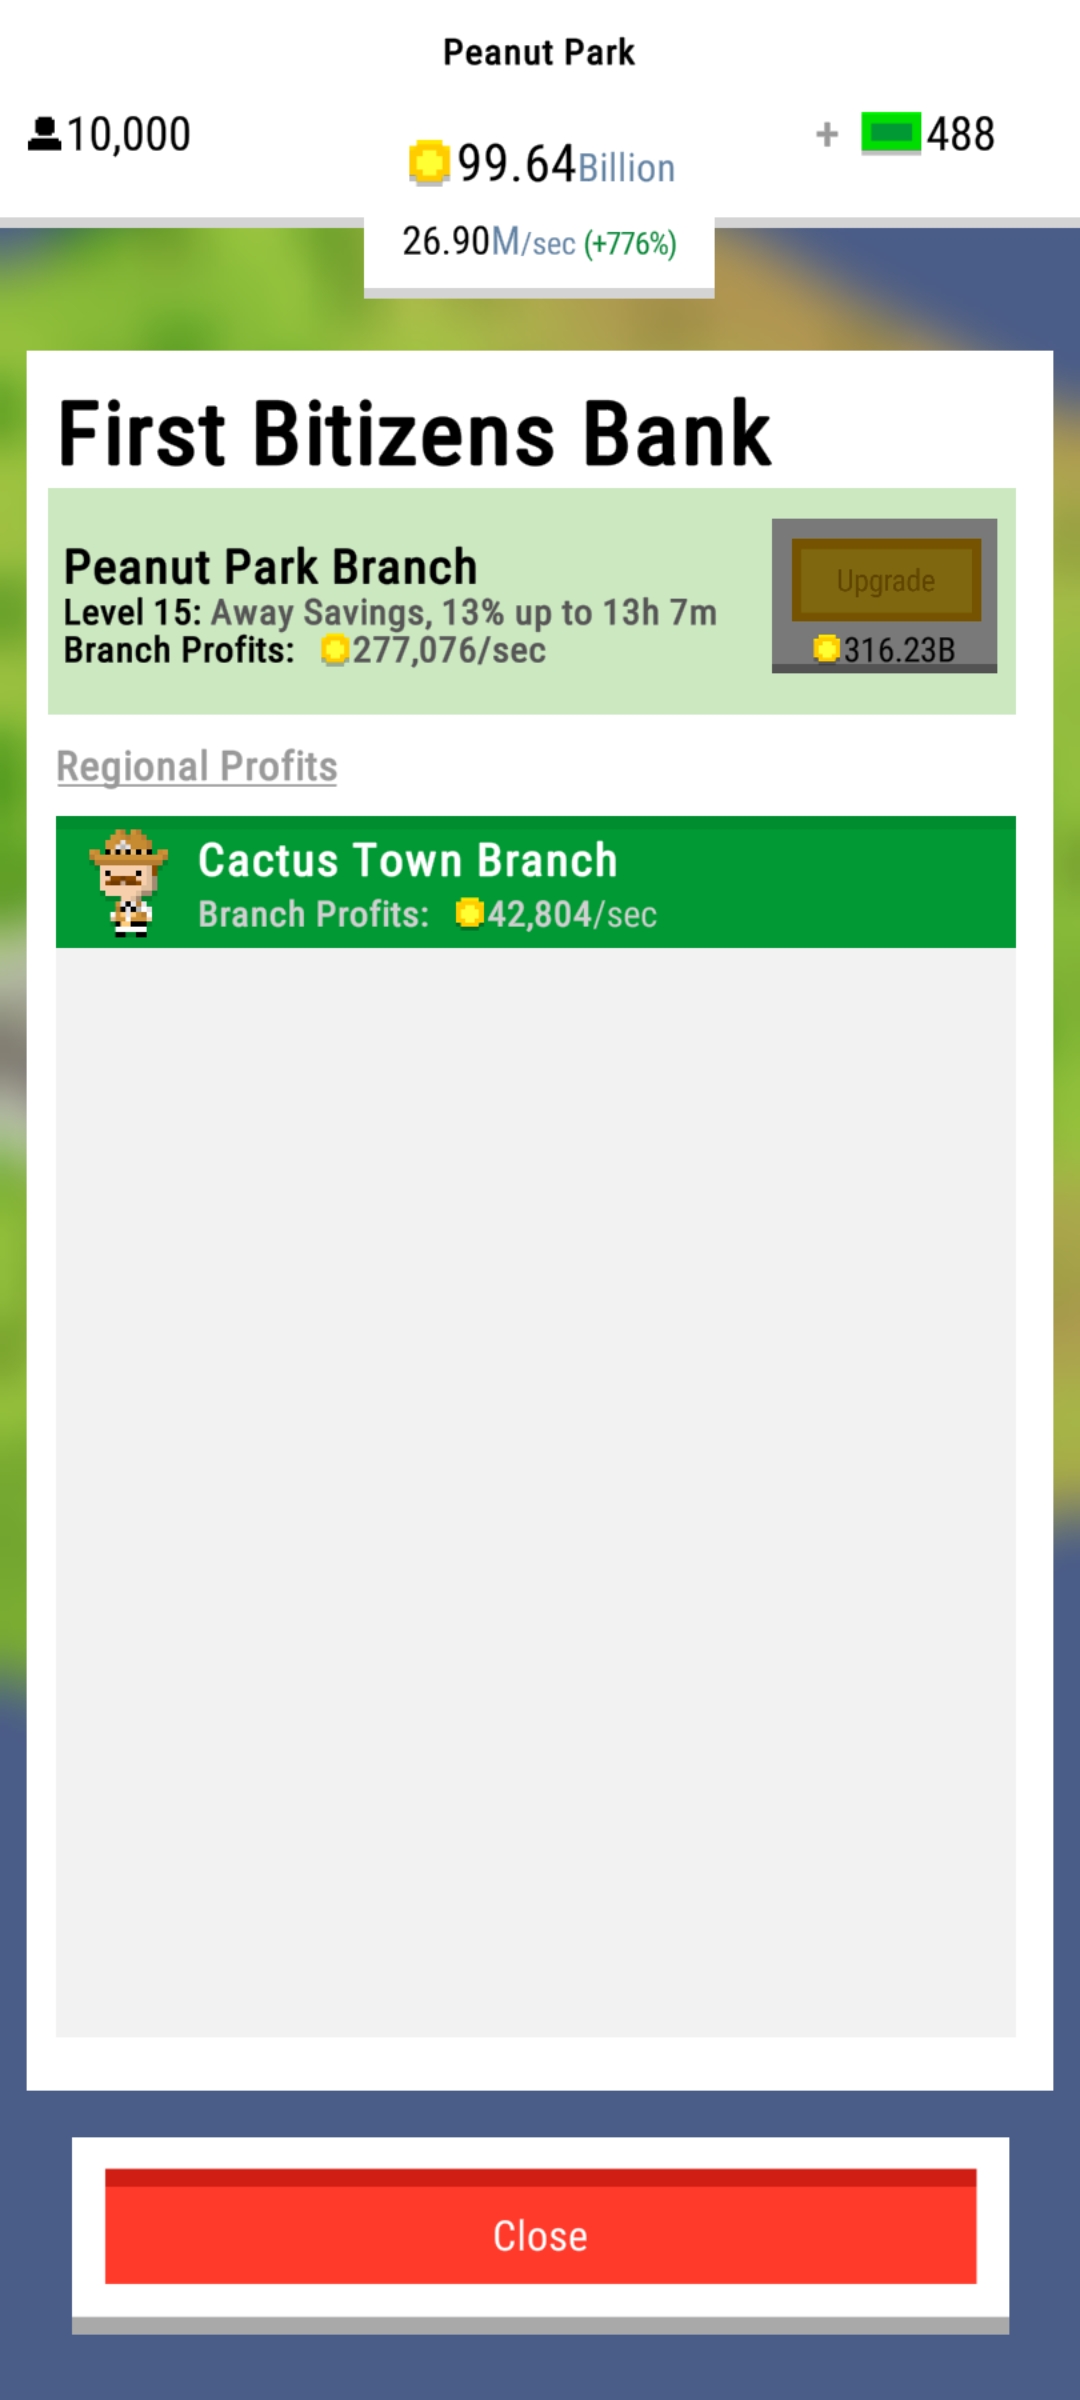 Peanut Park
10,000
99.64Billion
+ 488
26.90M/sec (+776%)
First Bitizens Bank
Peanut Park Branch
Level 15: Away Savings, 13% up to 13h 7m
Branch Profits: 277,076/sec
Upgrade
316.23B
Regional Profits
Cactus Town Branch
Branch Profits: 42,804/sec
Close